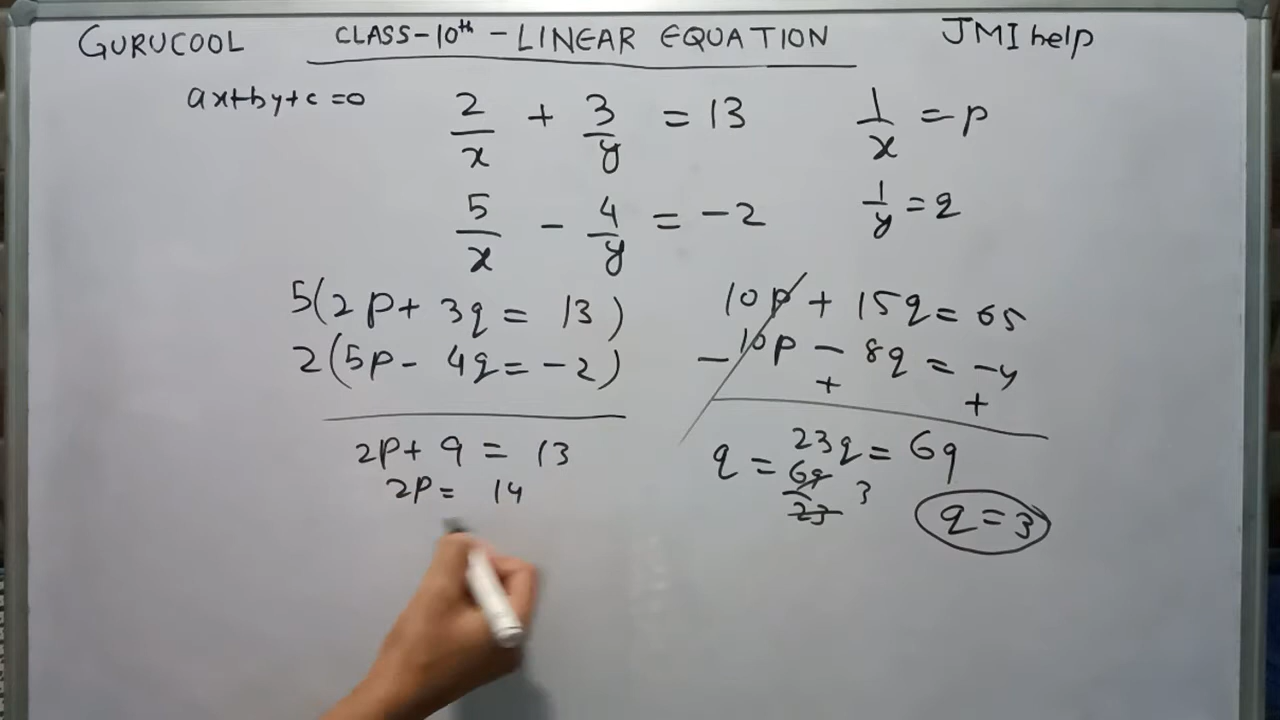 GURUCOOL CLASS-10th - LINEAR EQUATION JMI help
ax+by+c=0
2/x + 3/y = 13
1/x = p
5/x - 4/y = -2
1/y = q
5(2p+ 3q = 13)
2(5p- 4q = -2)
10p + 15q = 65
-10p - 8q = -4
+ +
2p+ 9 = 13
2p= 14
23q = 69
q = 69/23 3
q=3